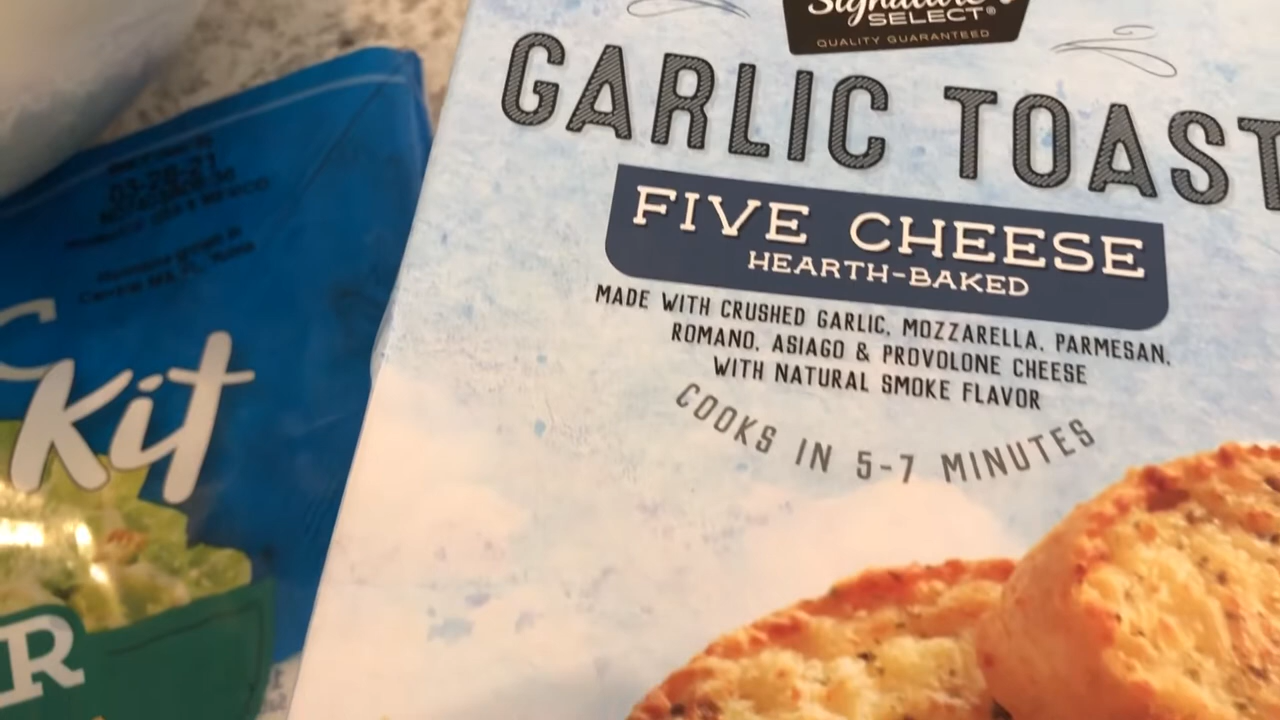 Signature
SELECT®
QUALITY GUARANTEED
GARLIC TOAST
FIVE CHEESE
HEARTH-BAKED
MADE WITH CRUSHED GARLIC, MOZZARELLA, PARMESAN,
ROMANO, ASIAGO & PROVOLONE CHEESE
WITH NATURAL SMOKE FLAVOR
COOKS IN 5-7 MINUTES
Kit
R